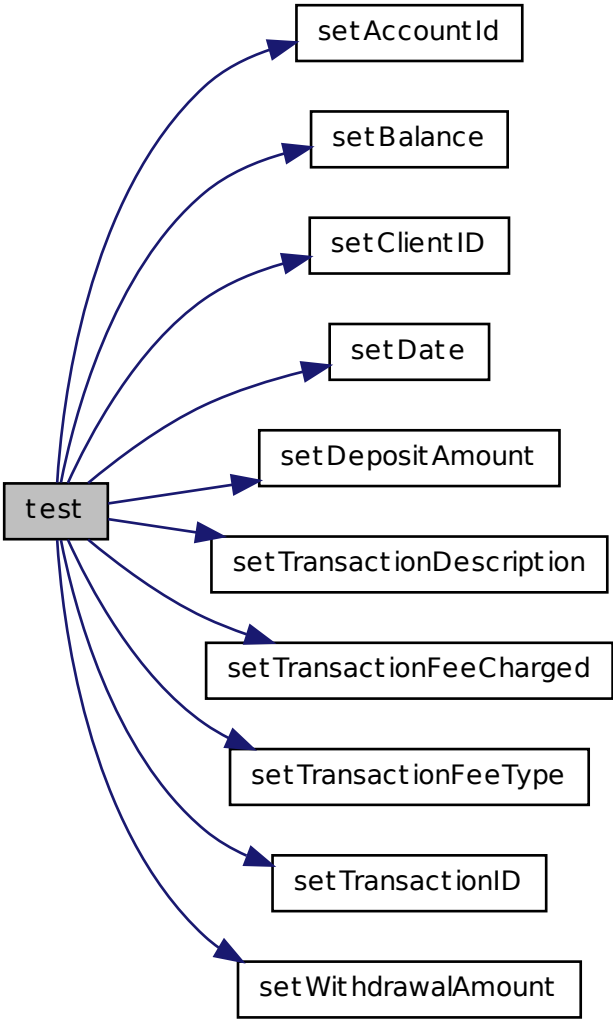 setAccountId
setBalance
setClientID
setDate
setDepositAmount
test
setTransactionDescription
setTransactionFeeCharged
setTransactionFeeType
setTransactionID
setWithdrawalAmount